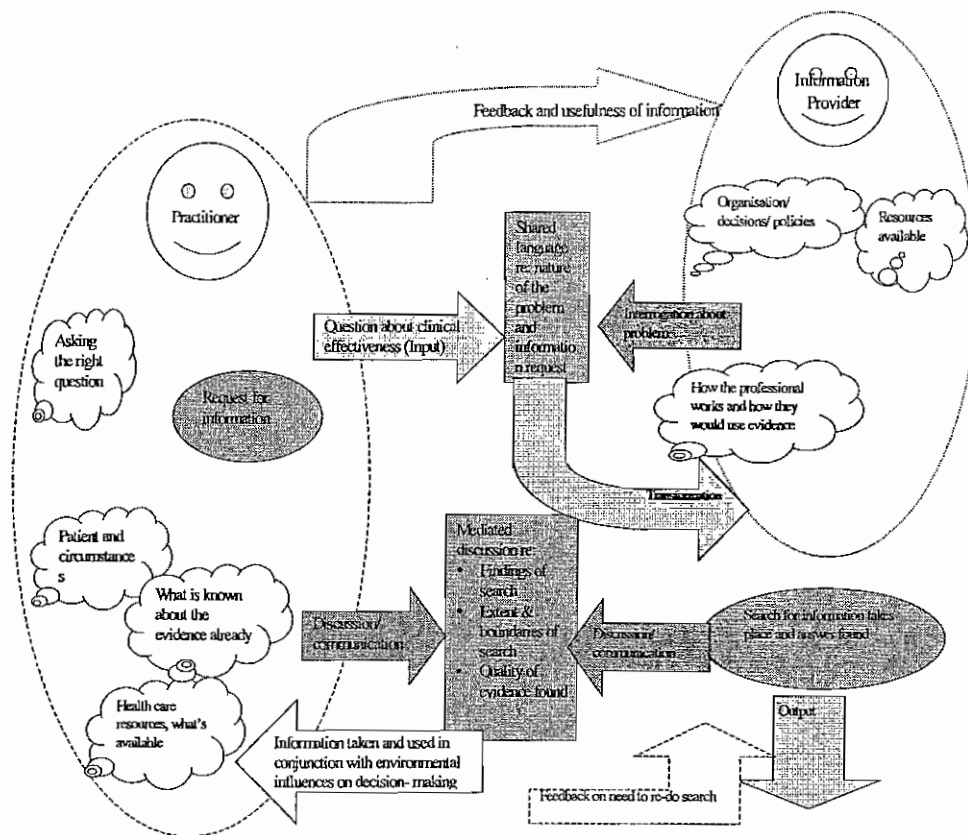 Information
Provider
Feedback and usefulness of information
Practitioner
Organisation/
decisions/ policies
Resources
available
Shared
language
re: nature
of the
problem
and
informatio
n request
Question about clinical
effectiveness (Input)
Interrogation about
problems
Asking
the right
question
Request for
information
How the professional
works and how they
would use evidence
Transformation
Patient and
circumstance
s
What is known
about the
evidence already
Mediated
discussion re:
• Findings of
search
• Extent &
boundaries of
search
• Quality of
evidence found
Discussion/
communication
Discussion/
communication
Search for information takes
place and answer found
Health care
resources, what's
available
Information taken and used in
conjunction with environmental
influences on decision- making
Output
Feedback on need to re-do search